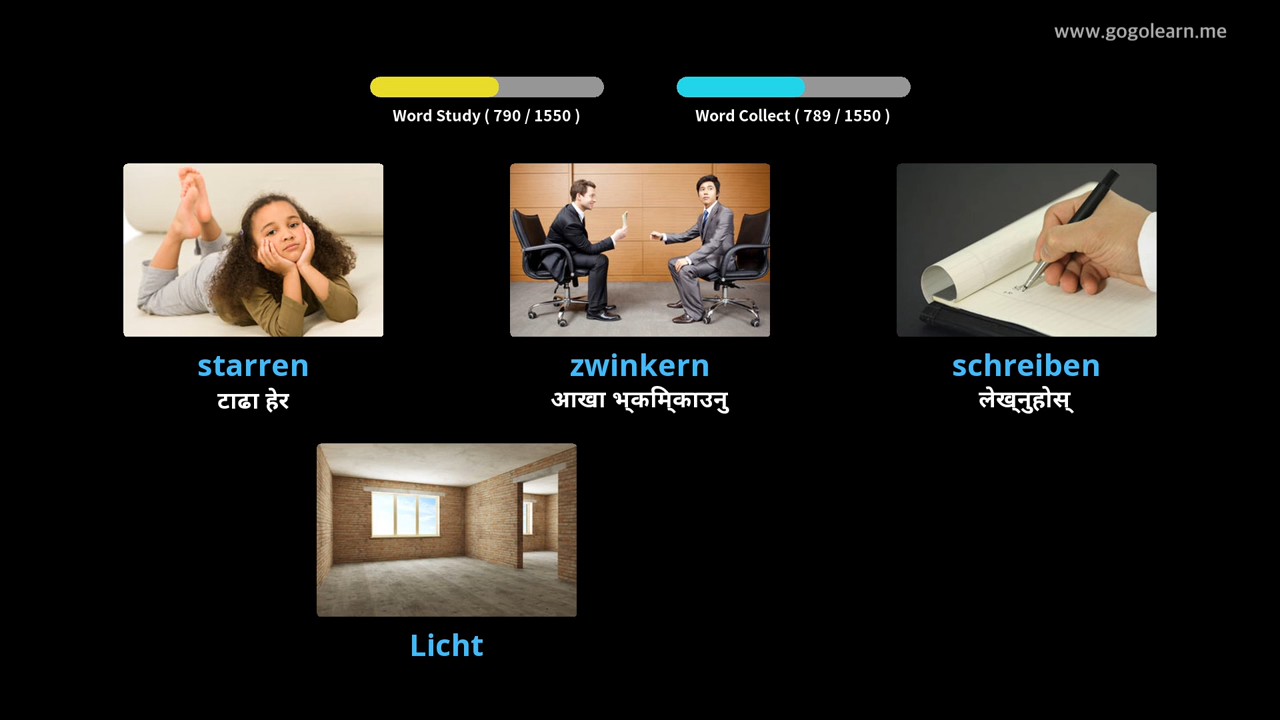 www.gogolearn.me
Word Study ( 790 / 1550 )
Word Collect ( 789 / 1550 )
starren
zwinkern
schreiben
टाढा हेर
आखा भ्कमि्काउनु
लेख्नुहोस्
Licht